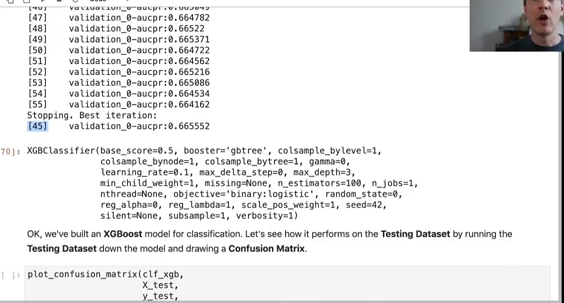 [47] validation_0-aucpr:0.664782
[48] validation_0-aucpr:0.66522
[49] validation_0-aucpr:0.665371
[50] validation_0-aucpr:0.664722
[51] validation_0-aucpr:0.664562
[52] validation_0-aucpr:0.665216
[53] validation_0-aucpr:0.665086
[54] validation_0-aucpr:0.664534
[55] validation_0-aucpr:0.664162
Stopping. Best iteration:
[45] validation_0-aucpr:0.665552
70]: XGBClassifier(base_score=0.5, booster='gbtree', colsample_bylevel=1,
colsample_bynode=1, colsample_bytree=1, gamma=0,
learning_rate=0.1, max_delta_step=0, max_depth=3,
min_child_weight=1, missing=None, n_estimators=100, n_jobs=1,
nthread=None, objective='binary:logistic', random_state=0,
reg_alpha=0, reg_lambda=1, scale_pos_weight=1, seed=42,
silent=None, subsample=1, verbosity=1)
OK, we've built an XGBoost model for classification. Let's see how it performs on the Testing Dataset by running the
Testing Dataset down the model and drawing a Confusion Matrix.
[ ]: plot_confusion_matrix(clf_xgb,
X_test,
y_test,